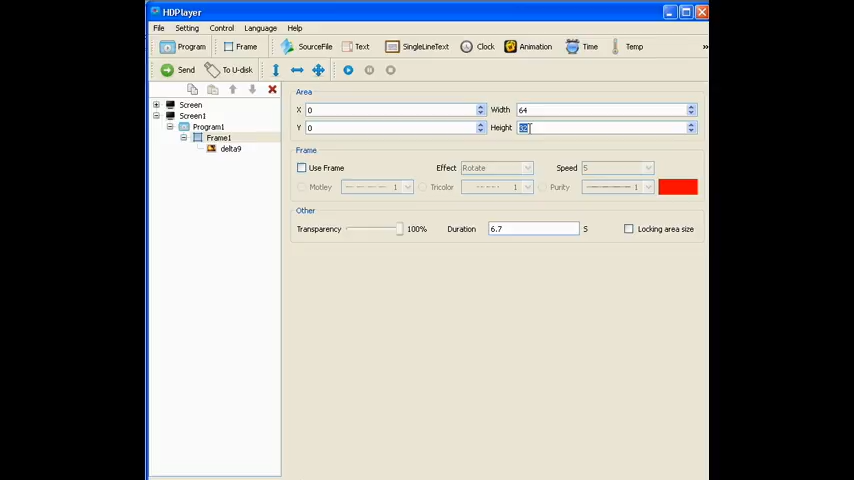 HDPlayer
File Setting Control Language Help
Program Frame SourceFile Text SingleLineText Clock Animation Time Temp »
Send To U-disk
Area
Screen
X 0 Width 64
Screen1
Program1
Y 0 Height 32
Frame1
delta9
Frame
Use Frame Effect Rotate Speed 5
Motley 1 Tricolor 1 Purity 1
Other
Transparency 100% Duration 6.7 S Locking area size